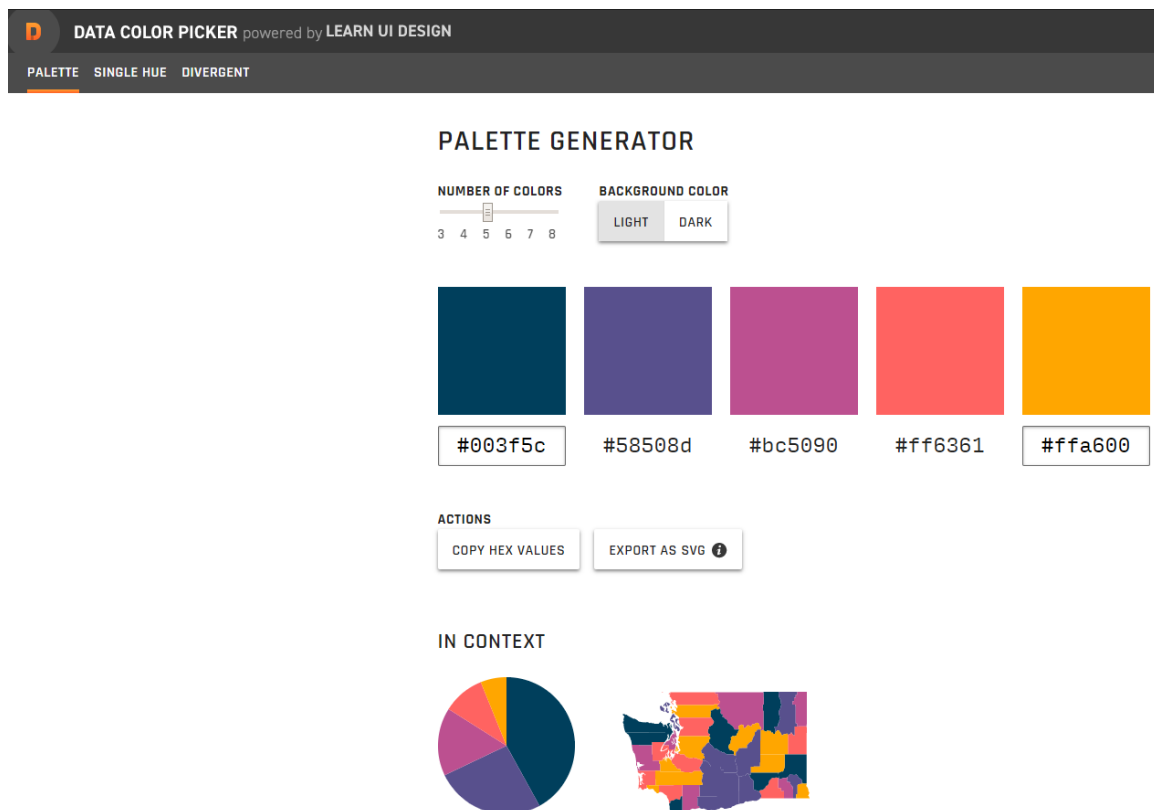 D DATA COLOR PICKER powered by LEARN UI DESIGN
PALETTE SINGLE HUE DIVERGENT
PALETTE GENERATOR
NUMBER OF COLORS BACKGROUND COLOR
LIGHT DARK
3 4 5 6 7 8
#003f5c #58508d #bc5090 #ff6361 #ffa600
ACTIONS
COPY HEX VALUES EXPORT AS SVG i
IN CONTEXT